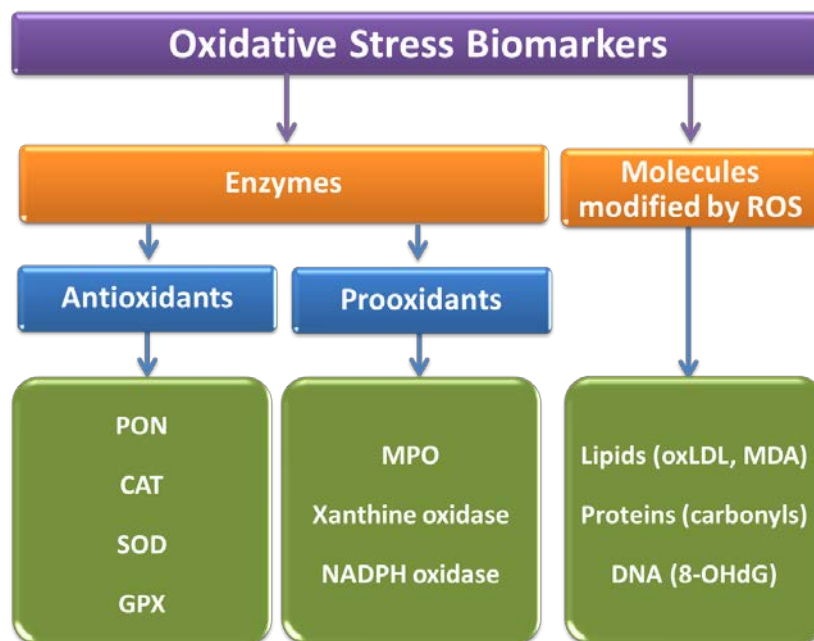 Oxidative Stress Biomarkers
Enzymes
Molecules
modified by ROS
Antioxidants
Prooxidants
PON
CAT
SOD
GPX
MPO
Xanthine oxidase
NADPH oxidase
Lipids (oxLDL, MDA)
Proteins (carbonyls)
DNA (8-OHdG)